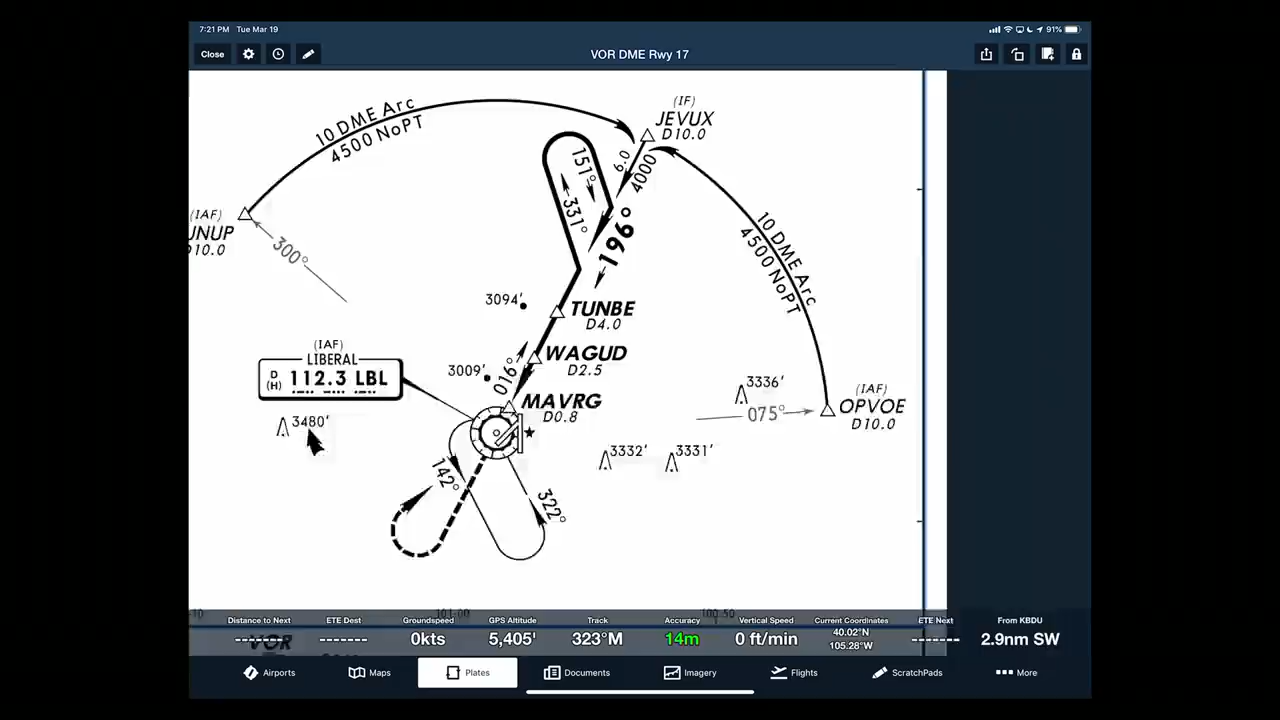 7:21 PM Tue Mar 19
91%
Close
VOR DME Rwy 17
(IF)
JEVUX
D10.0
10 DME Arc
4500 NoPT
6.0
4000
151°
331°
196°
(IAF)
UNUP
D10.0
300°
10 DME Arc
4500 NoPT
3094'
TUNBE
D4.0
(IAF)
LIBERAL
D
(H)
112.3 LBL
3009'
016°
WAGUD
D2.5
MAVRG
D0.8
3336'
075°
(IAF)
OPVOE
D10.0
3480'
3332'
3331'
142°
322°
101-00
100-50
VOR
Distance to Next
-------
ETE Dest
-------
Groundspeed
0kts
GPS Altitude
5,405'
Track
323°M
Accuracy
14m
Vertical Speed
0 ft/min
Current Coordinates
40.02°N
105.28°W
ETE Next
-------
From KBDU
2.9nm SW
Airports
Maps
Plates
Documents
Imagery
Flights
ScratchPads
More